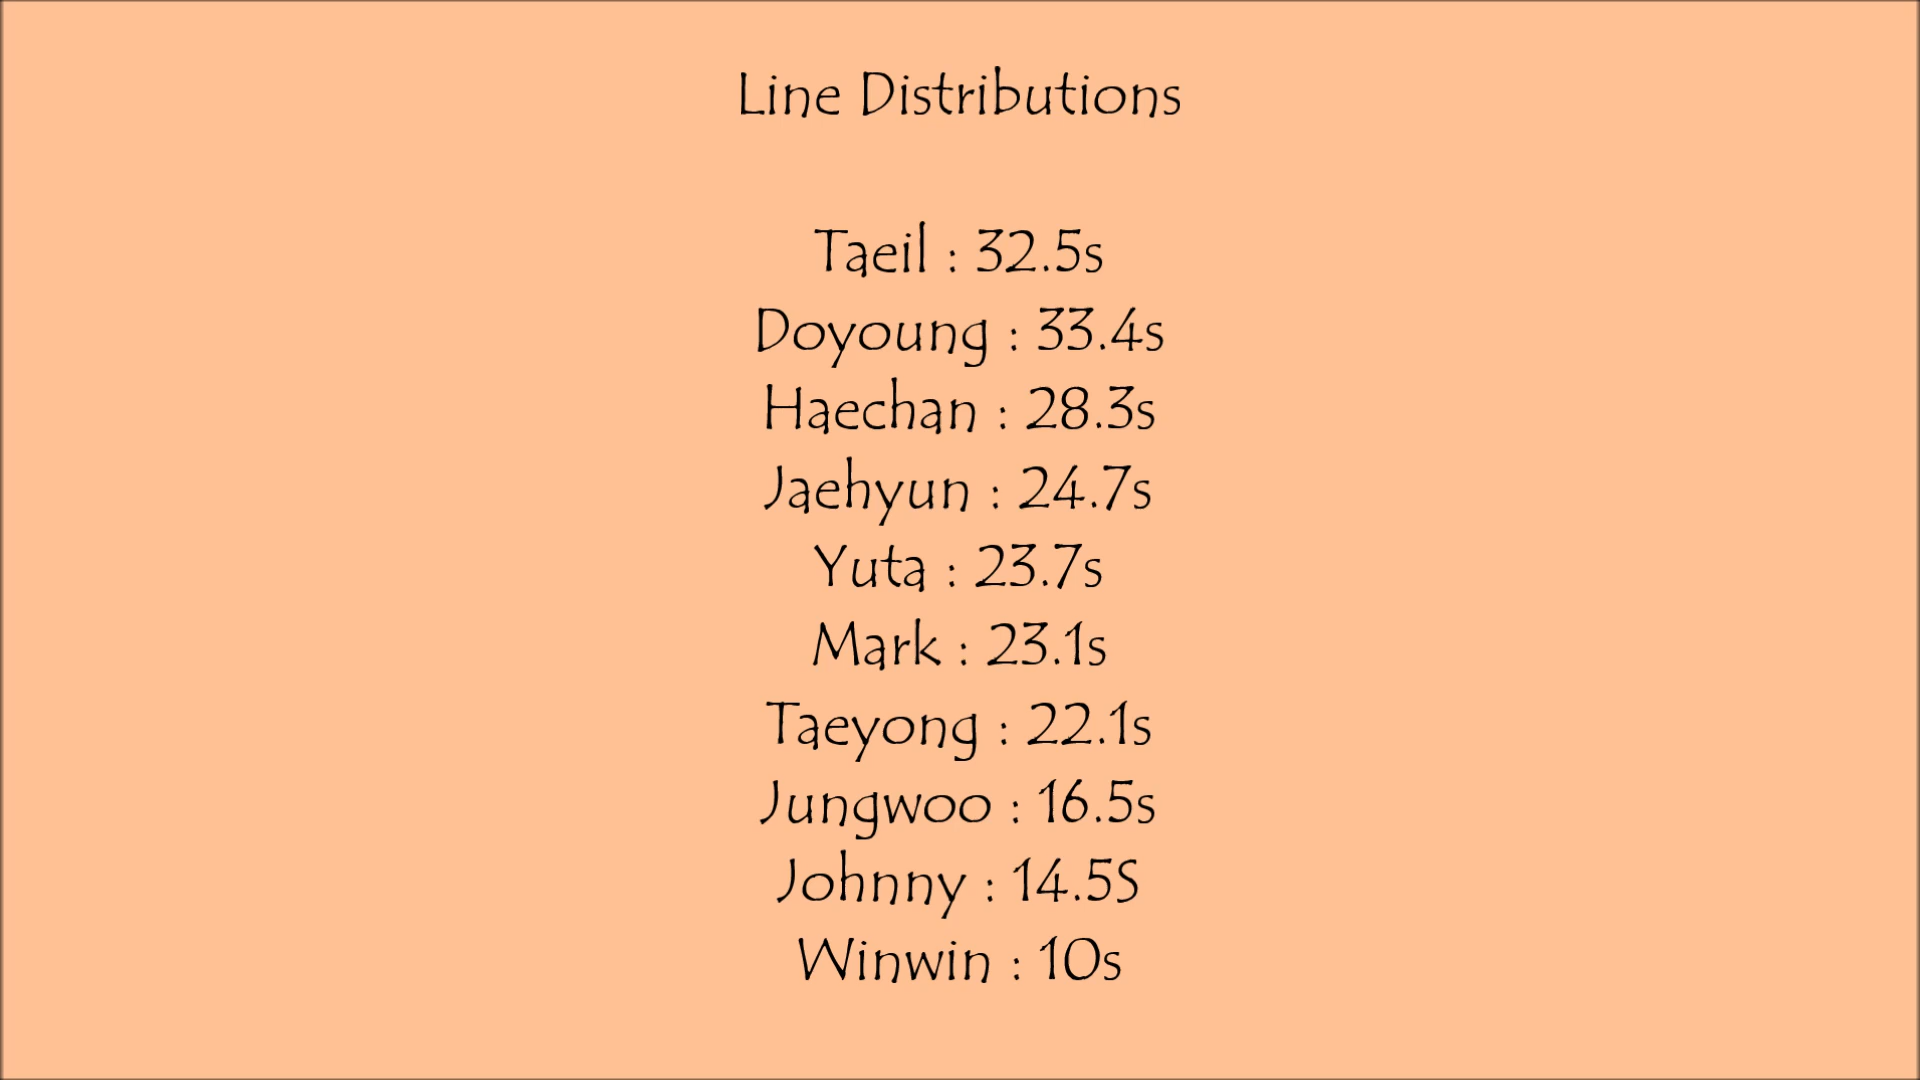 Line Distributions
Taeil : 32.5s
Doyoung : 33.4s
Haechan : 28.3s
Jaehyun : 24.7s
Yuta : 23.7s
Mark : 23.1s
Taeyong : 22.1s
Jungwoo : 16.5s
Johnny : 14.5S
Winwin : 10s